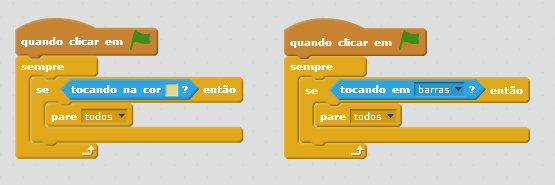 quando clicar em
sempre
se tocando na cor ? então
pare todos
quando clicar em
sempre
se tocando em barras ? então
pare todos